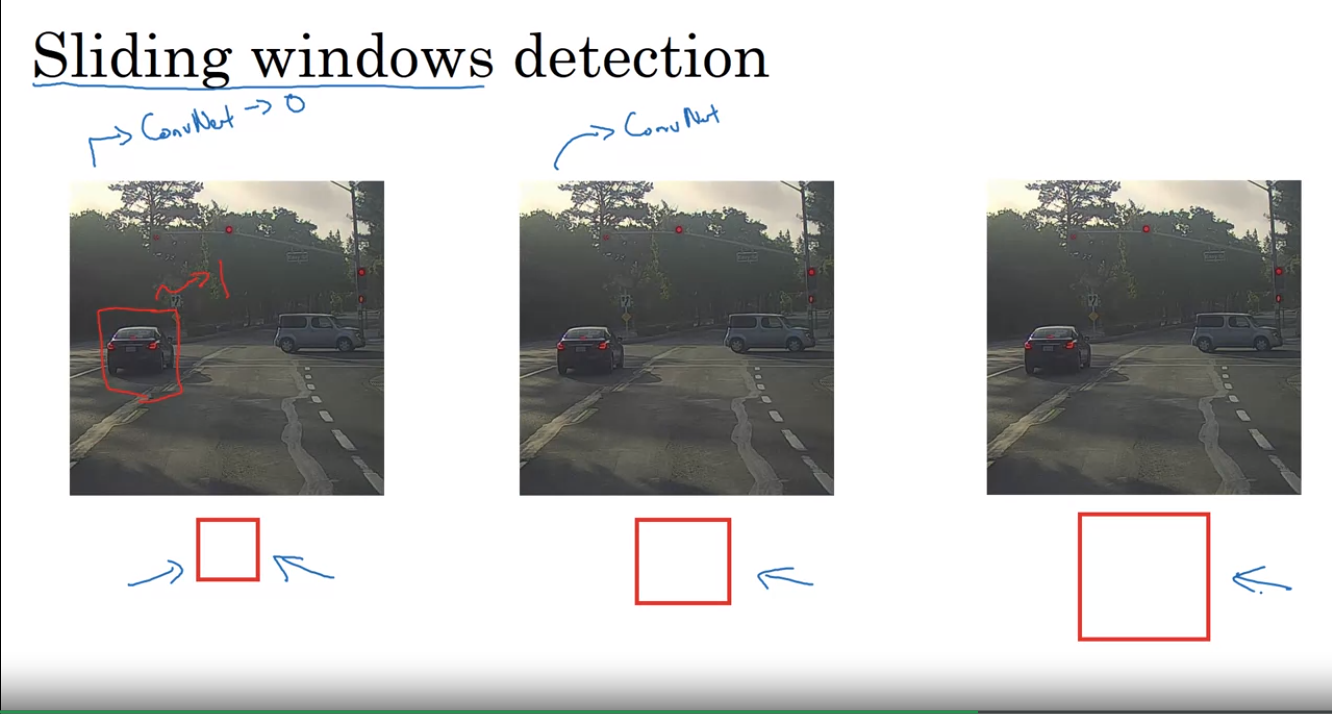 Sliding windows detection
→ ConvNet → 0
→ ConvNet
→ 1